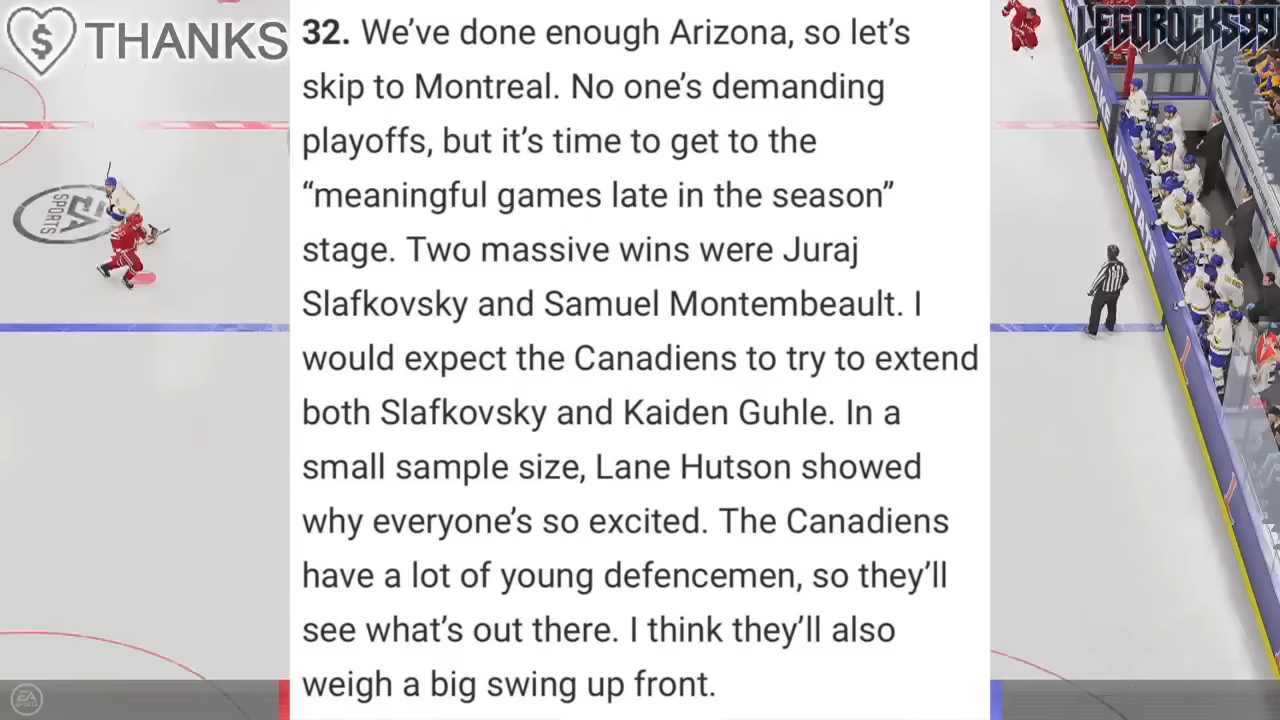 THANKS
LEGOROCKS99
32. We've done enough Arizona, so let's
skip to Montreal. No one's demanding
playoffs, but it's time to get to the
“meaningful games late in the season”
stage. Two massive wins were Juraj
Slafkovsky and Samuel Montembeault. I
would expect the Canadiens to try to extend
both Slafkovsky and Kaiden Guhle. In a
small sample size, Lane Hutson showed
why everyone's so excited. The Canadiens
have a lot of young defencemen, so they'll
see what's out there. I think they'll also
weigh a big swing up front.
EA
SPORTS
UP STATE
EA